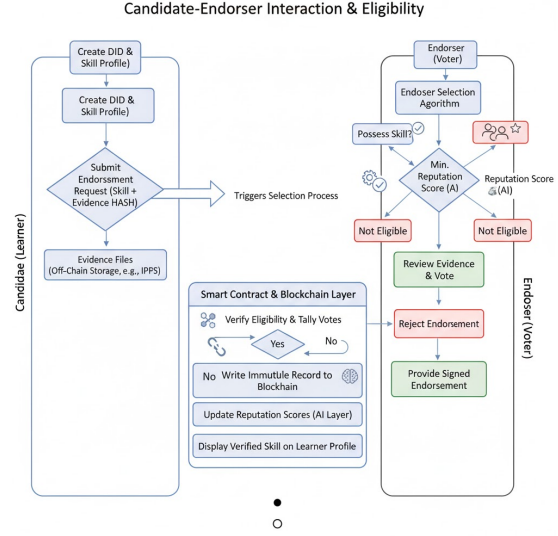 Candidate-Endorser Interaction & Eligibility
Candidae (Learner)
Create DID &
Skill Profile)
Create DID &
Skill Profile)
Submit
Endorssment
Request (Skill +
Evidence HASH)
Triggers Selection Process
Evidence Files
(Off-Chain Storage, e.g., IPPS)
Smart Contract & Blockchain Layer
Verify Eligibility & Tally Votes
Yes
No
No Write Immutule Record to
Blockhain
Update Reputation Scores (AI Layer)
Display Verified Skill on Learner Profile
Endorser
(Voter)
Endoser Selection
Agorithm
Possess Skill?
Min.
Reputation
Score (A)
Reputation Score
(AI)
Not Eligible
Not Eligible
Review Evidence
& Vote
Reject Endorsement
Provide Signed
Endorsement
Endoser (Voter)